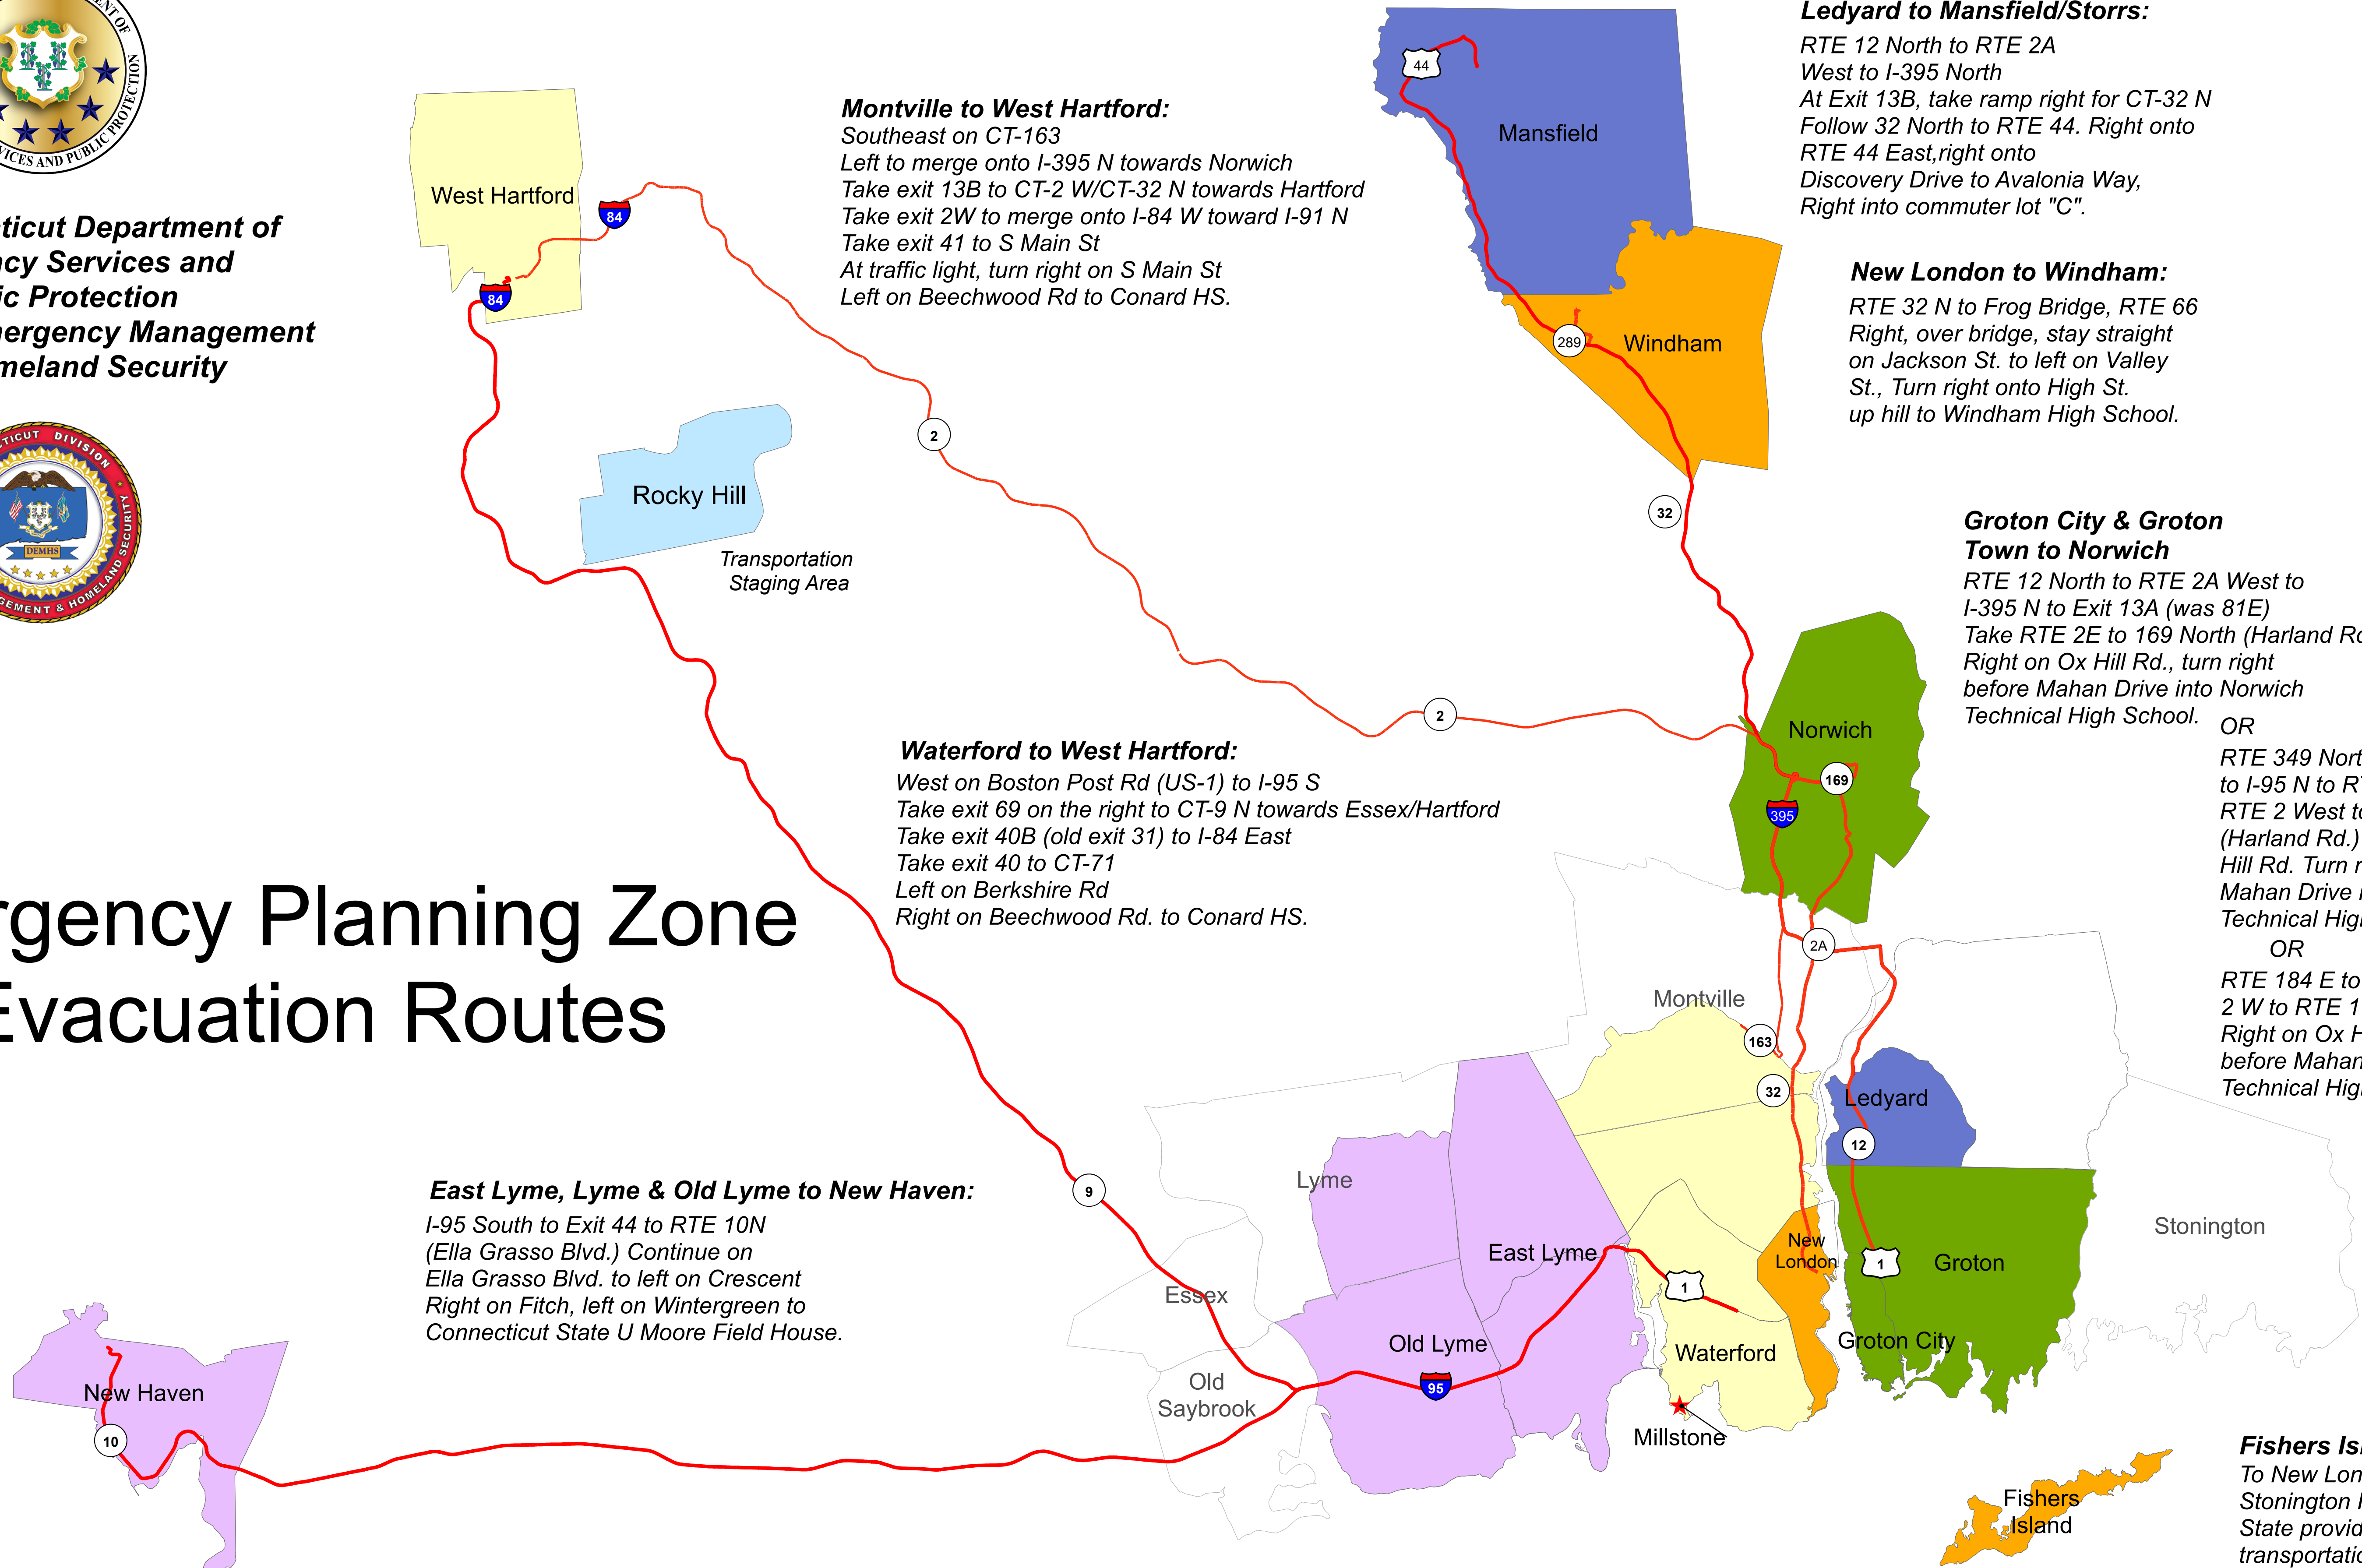 VICES AND PUBLIC PROTECTION
ticut Department of
ncy Services and
ic Protection
mergency Management
meland Security
TICUT DIVISION
DEMHS
GEMENT & HOMELAND SECURITY
rgency Planning Zone
Evacuation Routes
Montville to West Hartford:
Southeast on CT-163
Left to merge onto I-395 N towards Norwich
Take exit 13B to CT-2 W/CT-32 N towards Hartford
Take exit 2W to merge onto I-84 W toward I-91 N
Take exit 41 to S Main St
At traffic light, turn right on S Main St
Left on Beechwood Rd to Conard HS.
Ledyard to Mansfield/Storrs:
RTE 12 North to RTE 2A
West to I-395 North
At Exit 13B, take ramp right for CT-32 N
Follow 32 North to RTE 44. Right onto
RTE 44 East,right onto
Discovery Drive to Avalonia Way,
Right into commuter lot "C".
New London to Windham:
RTE 32 N to Frog Bridge, RTE 66
Right, over bridge, stay straight
on Jackson St. to left on Valley
St., Turn right onto High St.
up hill to Windham High School.
Groton City & Groton
Town to Norwich
RTE 12 North to RTE 2A West to
I-395 N to Exit 13A (was 81E)
Take RTE 2E to 169 North (Harland Ro
Right on Ox Hill Rd., turn right
before Mahan Drive into Norwich
Technical High School.
OR
RTE 349 Nort
to I-95 N to RT
RTE 2 West to
(Harland Rd.)
Hill Rd. Turn r
Mahan Drive
Technical High
OR
RTE 184 E to
2 W to RTE 1
Right on Ox H
before Mahan
Technical Hig
Waterford to West Hartford:
West on Boston Post Rd (US-1) to I-95 S
Take exit 69 on the right to CT-9 N towards Essex/Hartford
Take exit 40B (old exit 31) to I-84 East
Take exit 40 to CT-71
Left on Berkshire Rd
Right on Beechwood Rd. to Conard HS.
East Lyme, Lyme & Old Lyme to New Haven:
I-95 South to Exit 44 to RTE 10N
(Ella Grasso Blvd.) Continue on
Ella Grasso Blvd. to left on Crescent
Right on Fitch, left on Wintergreen to
Connecticut State U Moore Field House.
Fishers Isl
To New Lon
Stonington
State provid
transportatio
44
Mansfield
West Hartford
84
84
289
Windham
2
Rocky Hill
Transportation
Staging Area
32
2
Norwich
169
395
2A
Montville
163
32
Ledyard
12
Lyme
9
Stonington
New
London
East Lyme
Groton
1
1
Essex
Old Lyme
Groton City
Waterford
Old
Saybrook
95
New Haven
10
Millstone
Fishers
Island